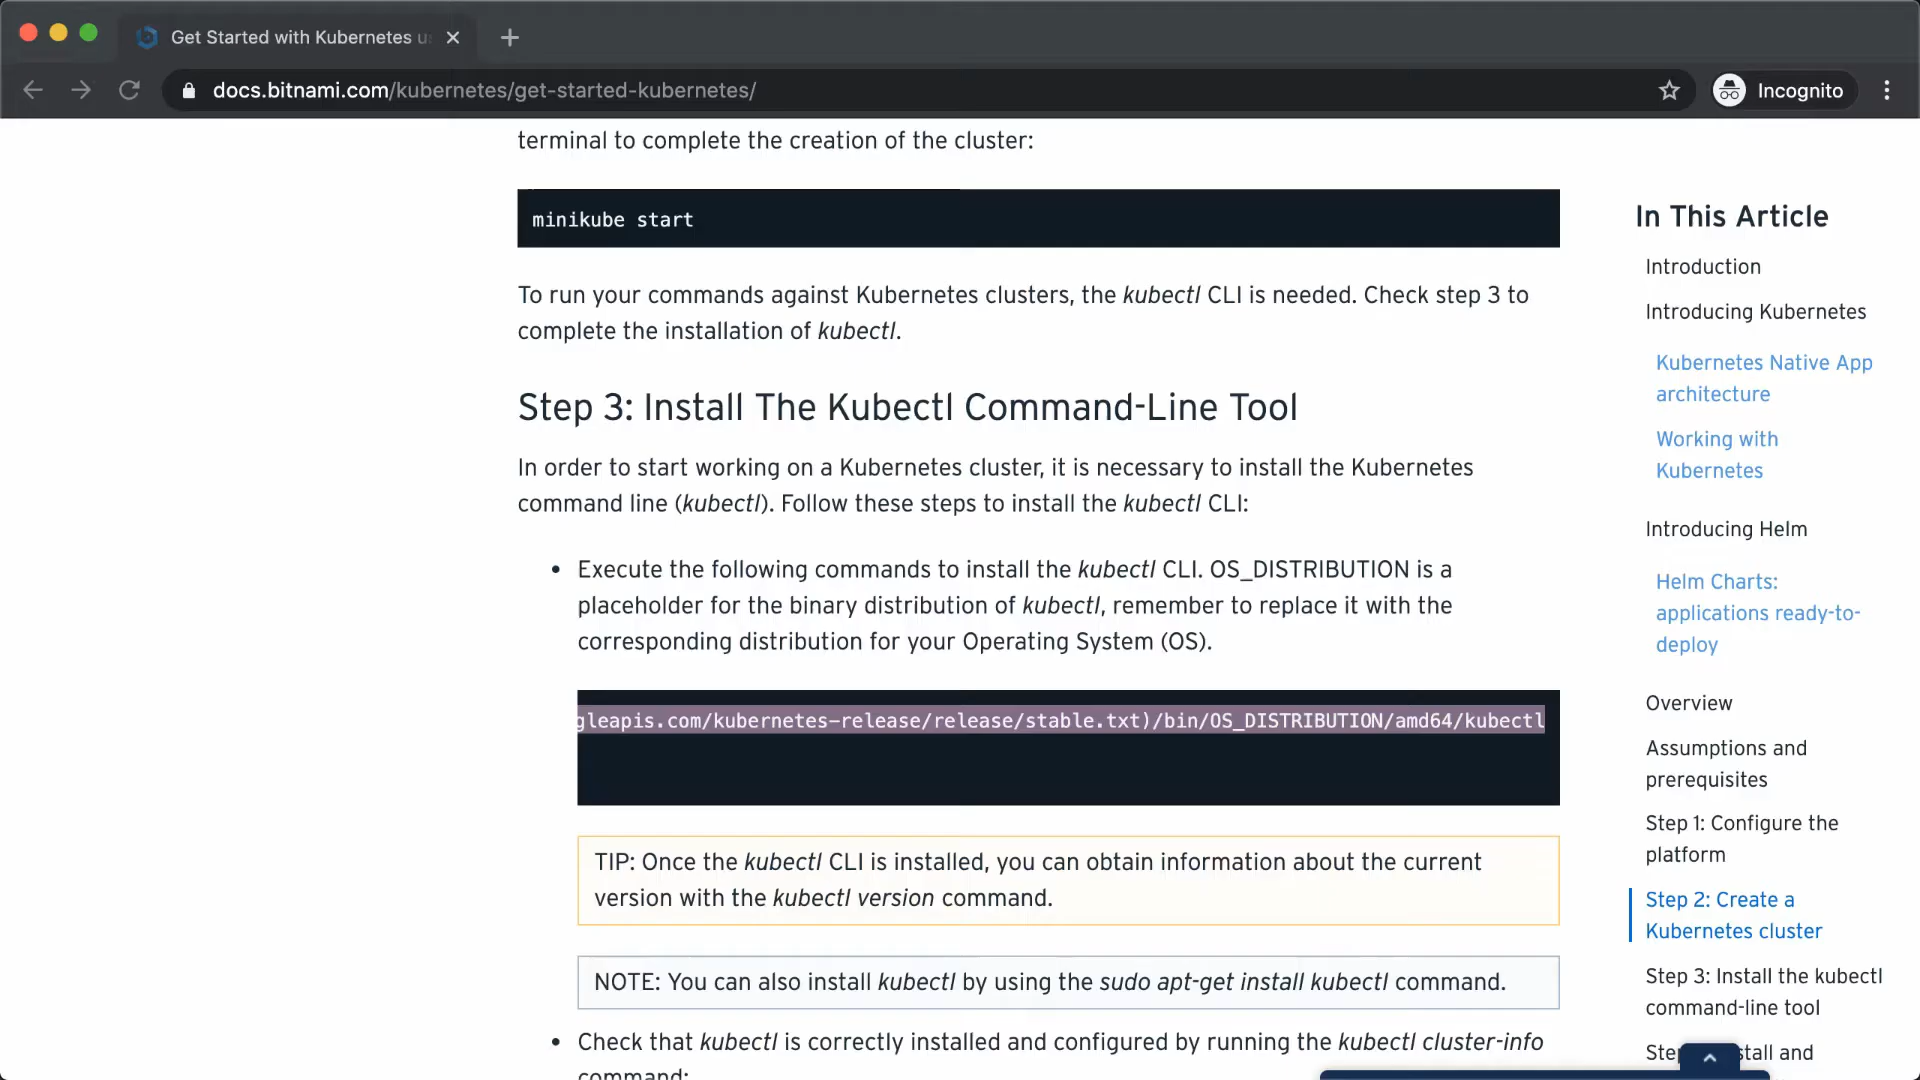 Get Started with Kubernetes u
docs.bitnami.com/kubernetes/get-started-kubernetes/
Incognito
terminal to complete the creation of the cluster:
minikube start
To run your commands against Kubernetes clusters, the kubectl CLI is needed. Check step 3 to
complete the installation of kubectl.
Step 3: Install The Kubectl Command-Line Tool
In order to start working on a Kubernetes cluster, it is necessary to install the Kubernetes
command line (kubectl). Follow these steps to install the kubectl CLI:
• Execute the following commands to install the kubectl CLI. OS_DISTRIBUTION is a
placeholder for the binary distribution of kubectl, remember to replace it with the
corresponding distribution for your Operating System (OS).
gleapis.com/kubernetes-release/release/stable.txt)/bin/OS_DISTRIBUTION/amd64/kubectl
TIP: Once the kubectl CLI is installed, you can obtain information about the current
version with the kubectl version command.
NOTE: You can also install kubectl by using the sudo apt-get install kubectl command.
• Check that kubectl is correctly installed and configured by running the kubectl cluster-info
command:
In This Article
Introduction
Introducing Kubernetes
Kubernetes Native App
architecture
Working with
Kubernetes
Introducing Helm
Helm Charts:
applications ready-to-
deploy
Overview
Assumptions and
prerequisites
Step 1: Configure the
platform
Step 2: Create a
Kubernetes cluster
Step 3: Install the kubectl
command-line tool
Ste stall and